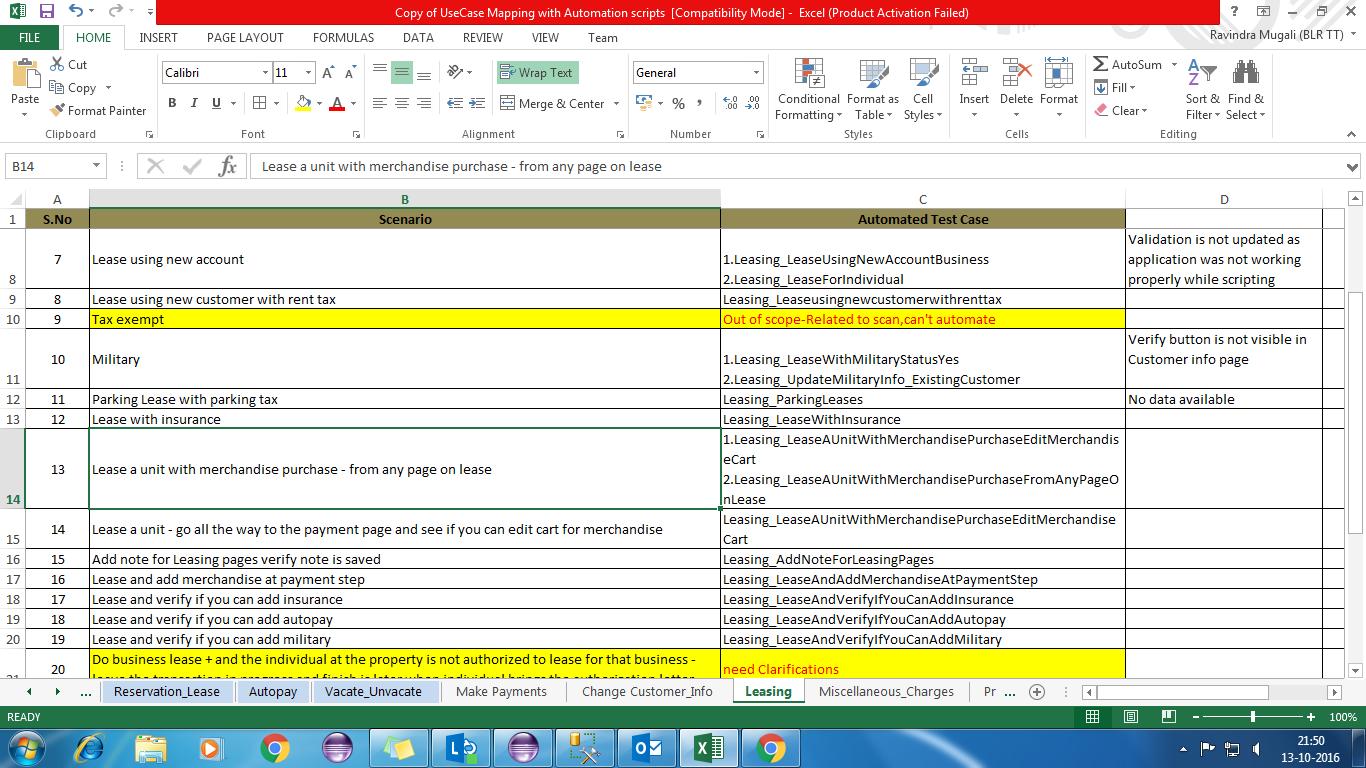 Copy of UseCase Mapping with Automation scripts [Compatibility Mode] - Excel (Product Activation Failed)
FILE HOME INSERT PAGE LAYOUT FORMULAS DATA REVIEW VIEW Team Ravindra Mugali (BLR TT)
Paste
Cut
Copy
Format Painter
Clipboard
Calibri 11
B I U
Font
Wrap Text
Merge & Center
Alignment
General
Number
Conditional Formatting
Format as Table
Cell Styles
Styles
Insert Delete Format
Cells
AutoSum
Fill
Clear
Sort & Filter
Find & Select
Editing
B14 fx Lease a unit with merchandise purchase - from any page on lease
A B C D
1 S.No Scenario Automated Test Case
8 7 Lease using new account
1.Leasing_LeaseUsingNewAccountBusiness
2.Leasing_LeaseForIndividual
Validation is not updated as
application was not working
properly while scripting
9 8 Lease using new customer with rent tax Leasing_Leaseusingnewcustomerwithrenttax
10 9 Tax exempt Out of scope-Related to scan,can't automate
11 10 Military
1.Leasing_LeaseWithMilitaryStatusYes
2.Leasing_UpdateMilitaryInfo_ExistingCustomer
Verify button is not visible in
Customer info page
12 11 Parking Lease with parking tax Leasing_ParkingLeases No data available
13 12 Lease with insurance Leasing_LeaseWithInsurance
14 13 Lease a unit with merchandise purchase - from any page on lease
1.Leasing_LeaseAUnitWithMerchandisePurchaseEditMerchandis
eCart
2.Leasing_LeaseAUnitWithMerchandisePurchaseFromAnyPageO
nLease
15 14 Lease a unit - go all the way to the payment page and see if you can edit cart for merchandise
Leasing_LeaseAUnitWithMerchandisePurchaseEditMerchandise
Cart
16 15 Add note for Leasing pages verify note is saved Leasing_AddNoteForLeasingPages
17 16 Lease and add merchandise at payment step Leasing_LeaseAndAddMerchandiseAtPaymentStep
18 17 Lease and verify if you can add insurance Leasing_LeaseAndVerifyIfYouCanAddInsurance
19 18 Lease and verify if you can add autopay Leasing_LeaseAndVerifyIfYouCanAddAutopay
20 19 Lease and verify if you can add military Leasing_LeaseAndVerifyIfYouCanAddMilitary
20 Do business lease + and the individual at the property is not authorized to lease for that business -
need Clarifications
... Reservation_Lease Autopay Vacate_Unvacate Make Payments Change Customer_Info Leasing Miscellaneous_Charges Pr ...
READY 100%
21:50
13-10-2016